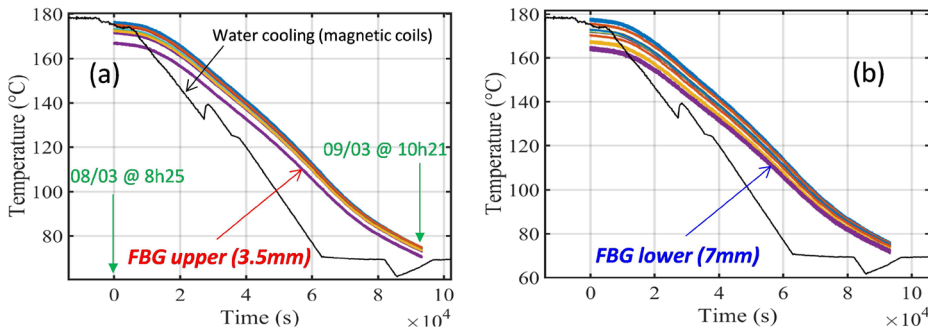 180
160
140
120
100
80
Temperature (°C)
(a)
Water cooling (magnetic coils)
08/03 @ 8h25
09/03 @ 10h21
FBG upper (3.5mm)
0 2 4 6 8 10
Time (s)
×10⁴
180
160
140
120
100
80
60
Temperature (°C)
(b)
FBG lower (7mm)
0 2 4 6 8 10
Time (s)
×10⁴